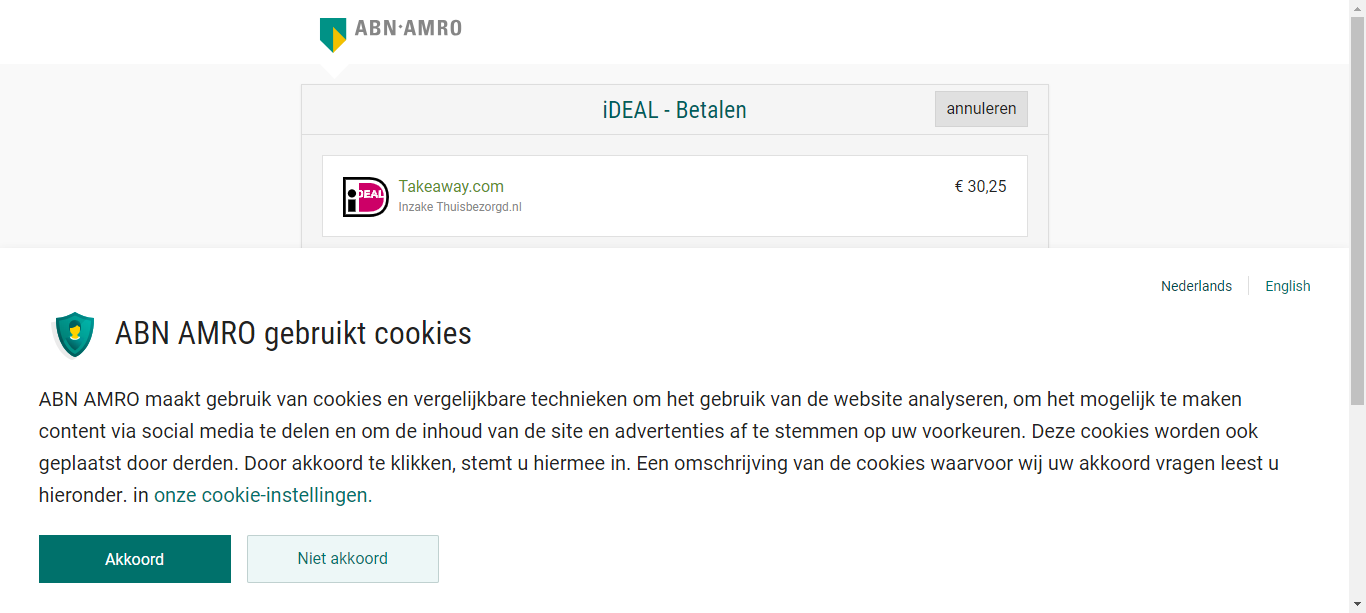 ABN·AMRO
iDEAL - Betalen
annuleren
iDEAL
Takeaway.com
€ 30,25
Inzake Thuisbezorgd.nl
Nederlands
English
ABN AMRO gebruikt cookies
ABN AMRO maakt gebruik van cookies en vergelijkbare technieken om het gebruik van de website analyseren, om het mogelijk te maken
content via social media te delen en om de inhoud van de site en advertenties af te stemmen op uw voorkeuren. Deze cookies worden ook
geplaatst door derden. Door akkoord te klikken, stemt u hiermee in. Een omschrijving van de cookies waarvoor wij uw akkoord vragen leest u
hieronder. in onze cookie-instellingen.
Akkoord
Niet akkoord